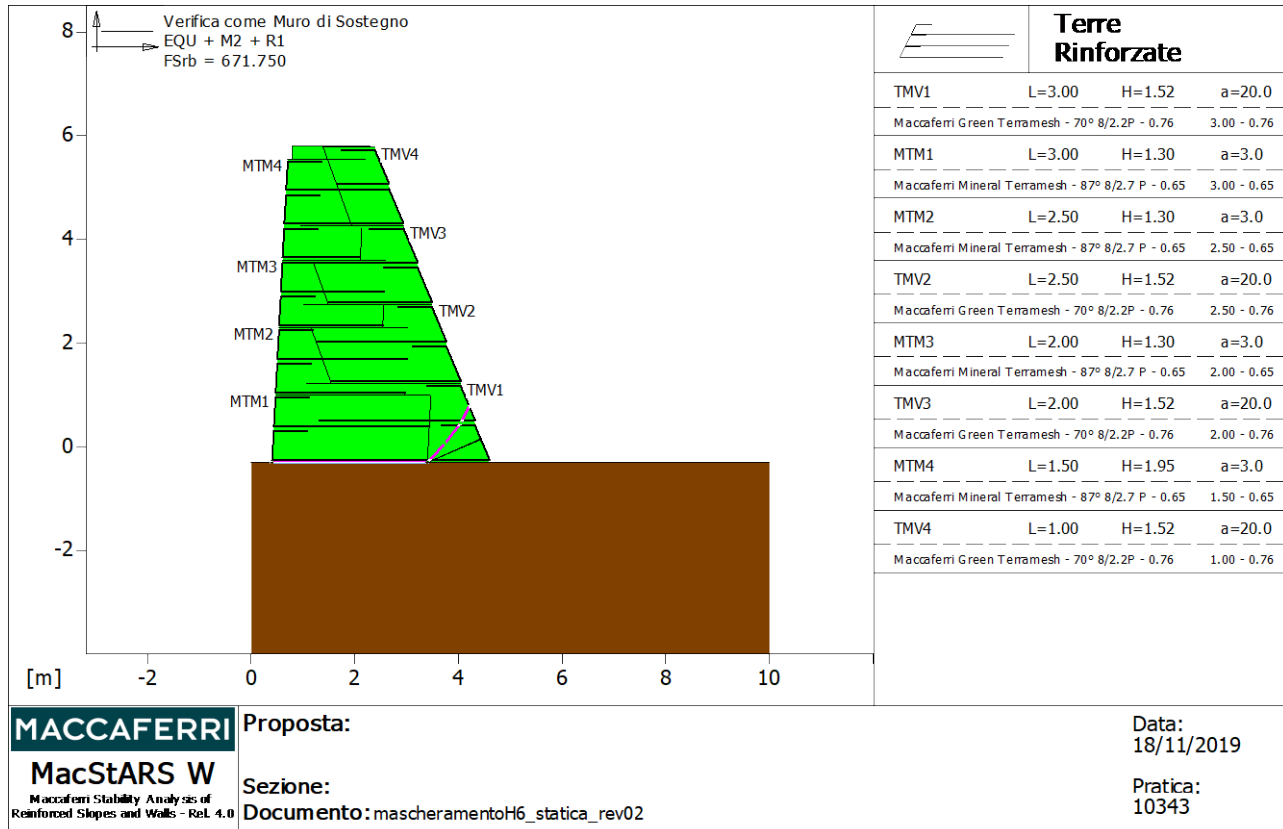 8
Verifica come Muro di Sostegno
EQU + M2 + R1
FSrb = 671.750
6
4
2
0
-2
MTM4
TMV4
TMV3
MTM3
TMV2
MTM2
TMV1
MTM1
[m] -2 0 2 4 6 8 10
Terre
Rinforzate
TMV1 L=3.00 H=1.52 a=20.0
Maccaferri Green Terramesh - 70° 8/2.2P - 0.76 3.00 - 0.76
MTM1 L=3.00 H=1.30 a=3.0
Maccaferri Mineral Terramesh - 87° 8/2.7 P - 0.65 3.00 - 0.65
MTM2 L=2.50 H=1.30 a=3.0
Maccaferri Mineral Terramesh - 87° 8/2.7 P - 0.65 2.50 - 0.65
TMV2 L=2.50 H=1.52 a=20.0
Maccaferri Green Terramesh - 70° 8/2.2P - 0.76 2.50 - 0.76
MTM3 L=2.00 H=1.30 a=3.0
Maccaferri Mineral Terramesh - 87° 8/2.7 P - 0.65 2.00 - 0.65
TMV3 L=2.00 H=1.52 a=20.0
Maccaferri Green Terramesh - 70° 8/2.2P - 0.76 2.00 - 0.76
MTM4 L=1.50 H=1.95 a=3.0
Maccaferri Mineral Terramesh - 87° 8/2.7 P - 0.65 1.50 - 0.65
TMV4 L=1.00 H=1.52 a=20.0
Maccaferri Green Terramesh - 70° 8/2.2P - 0.76 1.00 - 0.76
MACCAFERRI
MacStARS W
Maccaferri Stability Analysis of
Reinforced Slopes and Walls - Rel. 4.0
Proposta:
Sezione:
Documento: mascheramentoH6_statica_rev02
Data:
18/11/2019
Pratica:
10343